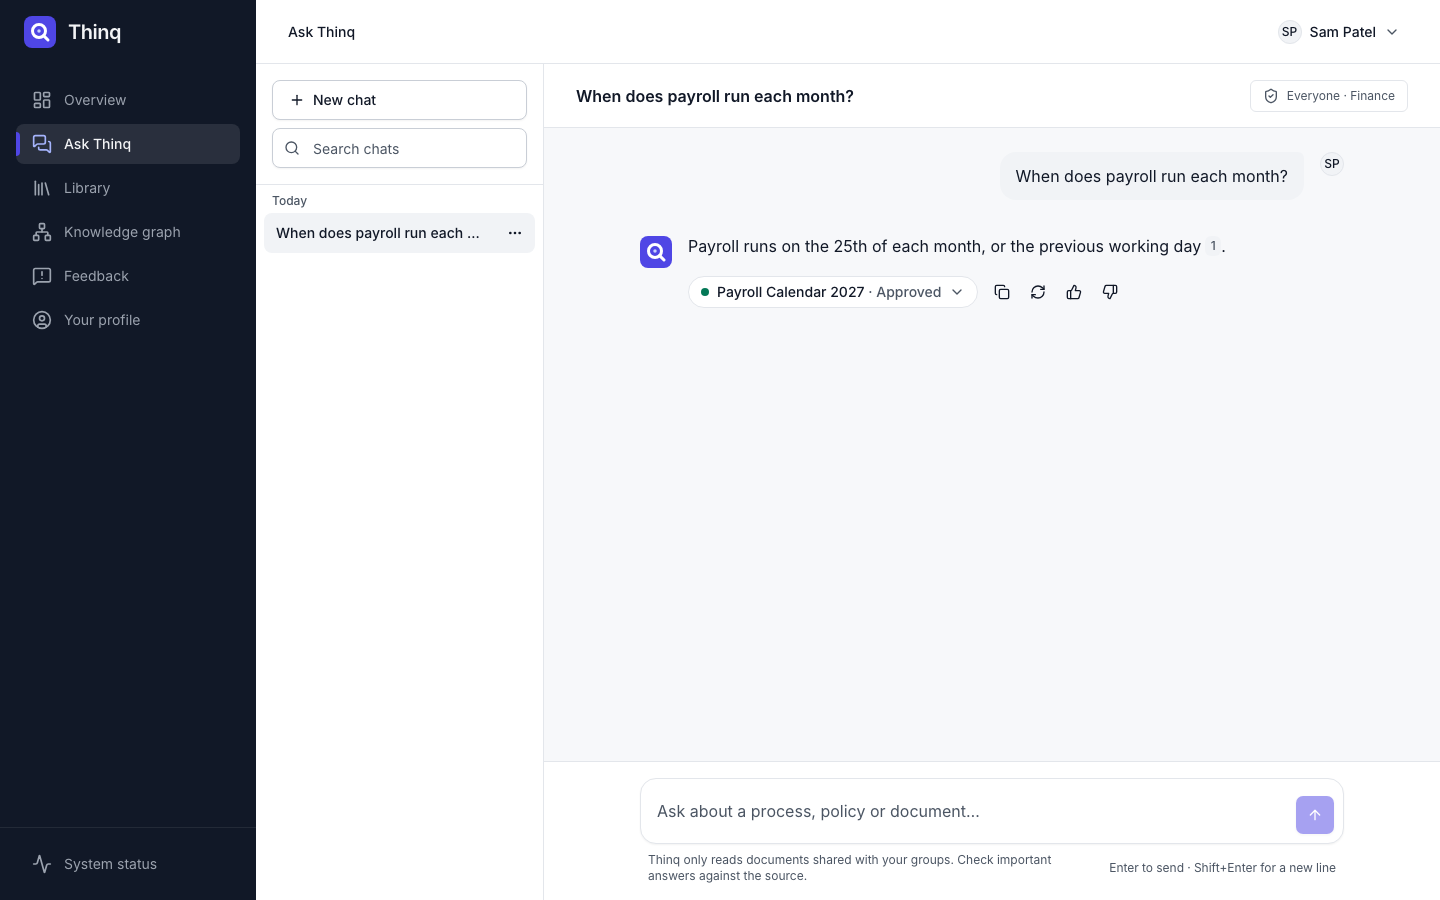 Thinq
Overview
Ask Thinq
Library
Knowledge graph
Feedback
Your profile
System status
Ask Thinq
SP Sam Patel
New chat
Search chats
Today
When does payroll run each ...
When does payroll run each month?
Everyone · Finance
When does payroll run each month?
SP
Payroll runs on the 25th of each month, or the previous working day 1 .
Payroll Calendar 2027 · Approved
Ask about a process, policy or document...
Thinq only reads documents shared with your groups. Check important
answers against the source.
Enter to send · Shift+Enter for a new line